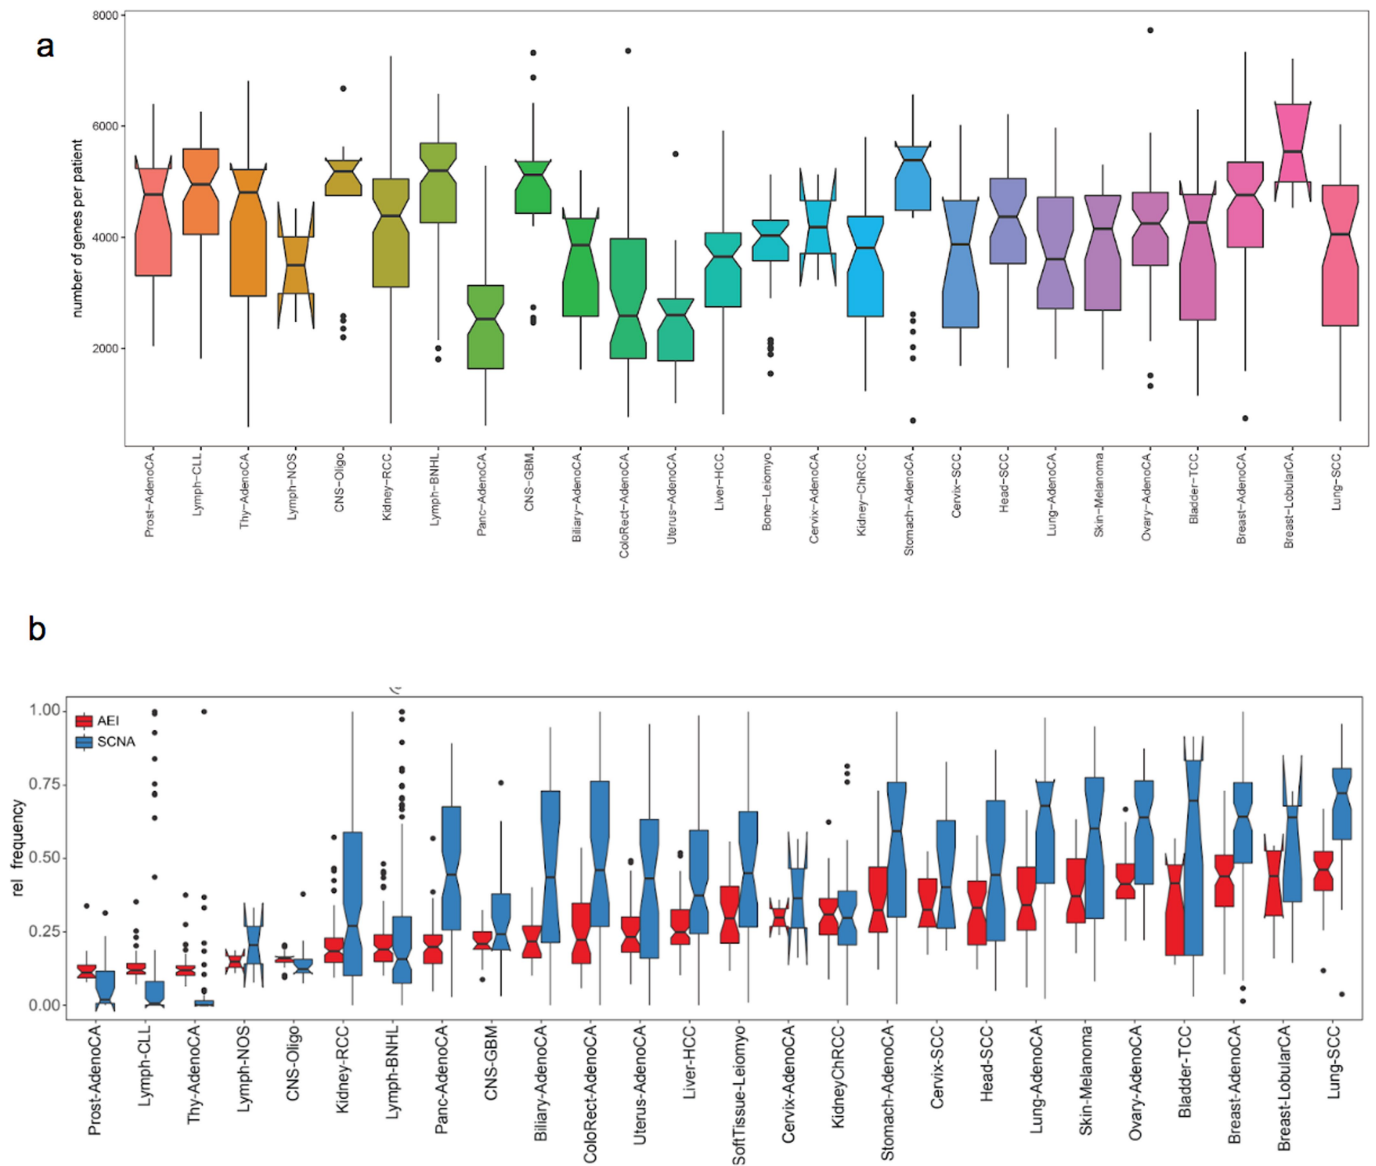 a
8000
6000
4000
2000
number of genes per patient
Prost-AdenoCA
Lymph-CLL
Thy-AdenoCA
Lymph-NOS
CNS-Oligo
Kidney-RCC
Lymph-BNHL
Panc-AdenoCA
CNS-GBM
Biliary-AdenoCA
ColoRect-AdenoCA
Uterus-AdenoCA
Liver-HCC
Bone-Leiomyo
Cervix-AdenoCA
Kidney-ChRCC
Stomach-AdenoCA
Cervix-SCC
Head-SCC
Lung-AdenoCA
Skin-Melanoma
Ovary-AdenoCA
Bladder-TCC
Breast-AdenoCA
Breast-LobularCA
Lung-SCC
b
1.00
0.75
0.50
0.25
0.00
rel frequency
AEI
SCNA
Prost-AdenoCA
Lymph-CLL
Thy-AdenoCA
Lymph-NOS
CNS-Oligo
Kidney-RCC
Lymph-BNHL
Panc-AdenoCA
CNS-GBM
Biliary-AdenoCA
ColoRect-AdenoCA
Uterus-AdenoCA
Liver-HCC
SoftTissue-Leiomyo
Cervix-AdenoCA
KidneyChRCC
Stomach-AdenoCA
Cervix-SCC
Head-SCC
Lung-AdenoCA
Skin-Melanoma
Ovary-AdenoCA
Bladder-TCC
Breast-AdenoCA
Breast-LobularCA
Lung-SCC